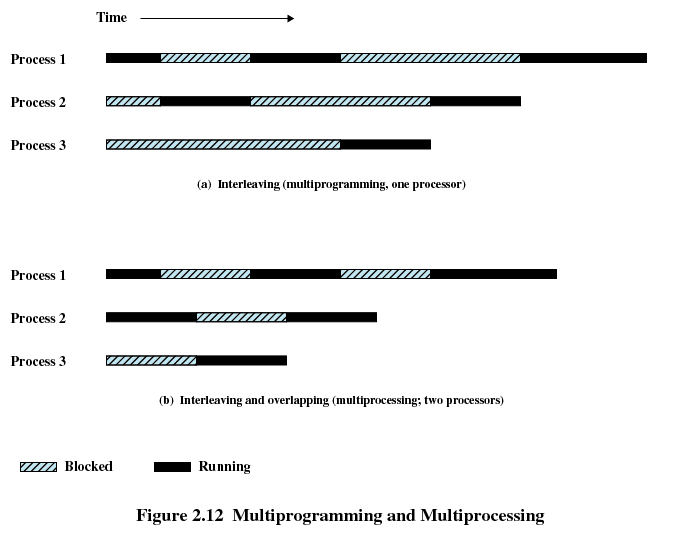 Time
Process 1
Process 2
Process 3
(a) Interleaving (multiprogramming, one processor)
Process 1
Process 2
Process 3
(b) Interleaving and overlapping (multiprocessing; two processors)
Blocked Running
Figure 2.12 Multiprogramming and Multiprocessing